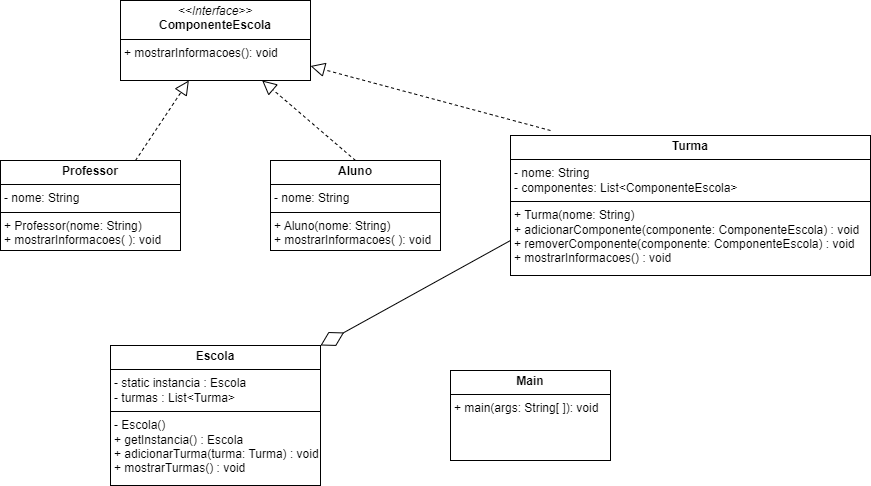 <<Interface>>
ComponenteEscola
+ mostrarInformacoes(): void
Professor
- nome: String
+ Professor(nome: String)
+ mostrarInformacoes( ): void
Aluno
- nome: String
+ Aluno(nome: String)
+ mostrarInformacoes( ): void
Turma
- nome: String
- componentes: List<ComponenteEscola>
+ Turma(nome: String)
+ adicionarComponente(componente: ComponenteEscola) : void
+ removerComponente(componente: ComponenteEscola) : void
+ mostrarInformacoes() : void
Escola
- static instancia : Escola
- turmas : List<Turma>
- Escola()
+ getInstancia() : Escola
+ adicionarTurma(turma: Turma) : void
+ mostrarTurmas() : void
Main
+ main(args: String[ ]): void